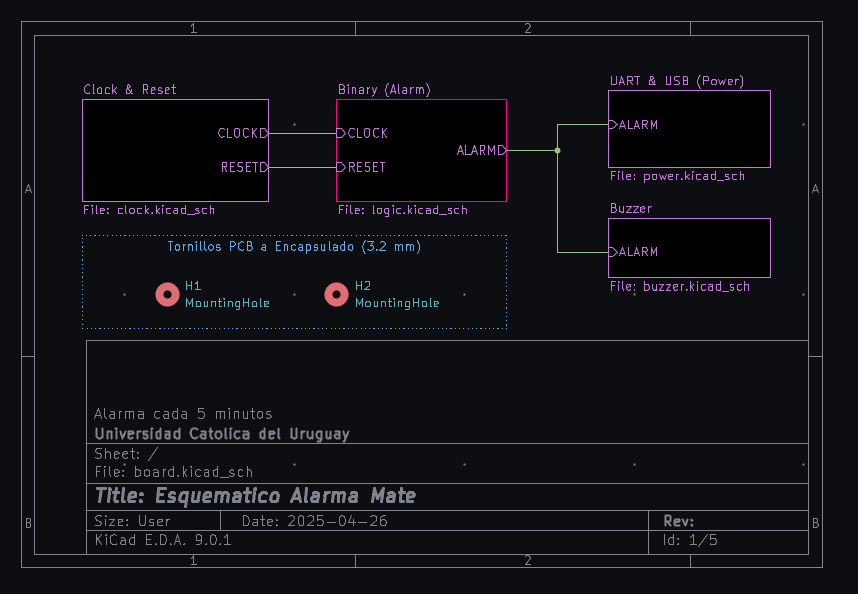 1 2
Clock & Reset
CLOCK
RESET
File: clock.kicad_sch
Binary (Alarm)
CLOCK
RESET
ALARM
File: logic.kicad_sch
UART & USB (Power)
ALARM
File: power.kicad_sch
Buzzer
ALARM
File: buzzer.kicad_sch
A A
Tornillos PCB a Encapsulado (3.2 mm)
H1
MountingHole
H2
MountingHole
Alarma cada 5 minutos
Universidad Catolica del Uruguay
Sheet: /
File: board.kicad_sch
Title: Esquematico Alarma Mate
Size: User Date: 2025-04-26 Rev:
KiCad E.D.A. 9.0.1 Id: 1/5
B B
1 2